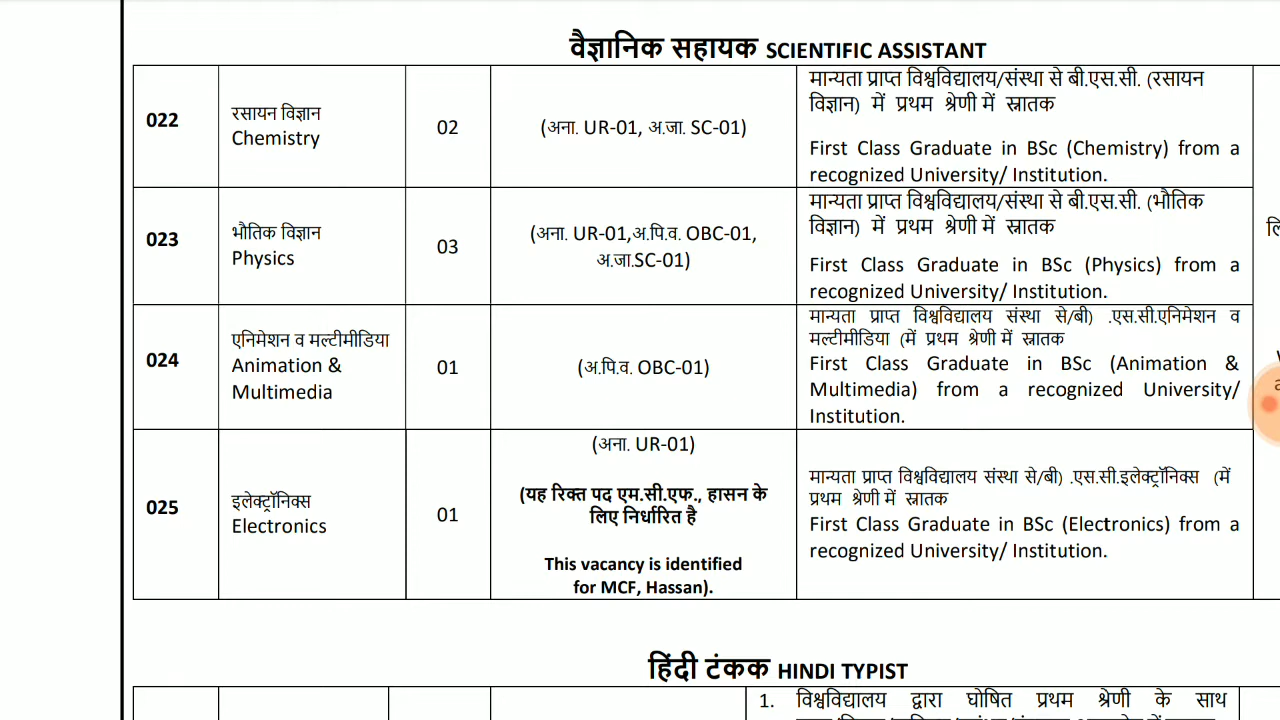 वैज्ञानिक सहायक SCIENTIFIC ASSISTANT
022
रसायन विज्ञान
Chemistry
02
(अना. UR-01, अ.जा. SC-01)
मान्यता प्राप्त विश्वविद्यालय/संस्था से बी.एस.सी. (रसायन
विज्ञान) में प्रथम श्रेणी में स्नातक
First Class Graduate in BSc (Chemistry) from a
recognized University/ Institution.
023
भौतिक विज्ञान
Physics
03
(अना. UR-01,अ.पि.व. OBC-01,
अ.जा.SC-01)
मान्यता प्राप्त विश्वविद्यालय/संस्था से बी.एस.सी. (भौतिक
विज्ञान) में प्रथम श्रेणी में स्नातक
First Class Graduate in BSc (Physics) from a
recognized University/ Institution.
024
एनिमेशन व मल्टीमीडिया
Animation &
Multimedia
01
(अ.पि.व. OBC-01)
मान्यता प्राप्त विश्वविद्यालय संस्था से/बी) .एस.सी.एनिमेशन व
मल्टीमीडिया (में प्रथम श्रेणी में स्नातक
First Class Graduate in BSc (Animation &
Multimedia) from a recognized University/
Institution.
025
इलेक्ट्रॉनिक्स
Electronics
01
(अना. UR-01)
(यह रिक्त पद एम.सी.एफ., हासन के
लिए निर्धारित है
This vacancy is identified
for MCF, Hassan).
मान्यता प्राप्त विश्वविद्यालय संस्था से/बी) .एस.सी.इलेक्ट्रॉनिक्स (में
प्रथम श्रेणी में स्नातक
First Class Graduate in BSc (Electronics) from a
recognized University/ Institution.
हिंदी टंकक HINDI TYPIST
1. विश्वविद्यालय द्वारा घोषित प्रथम श्रेणी के साथ